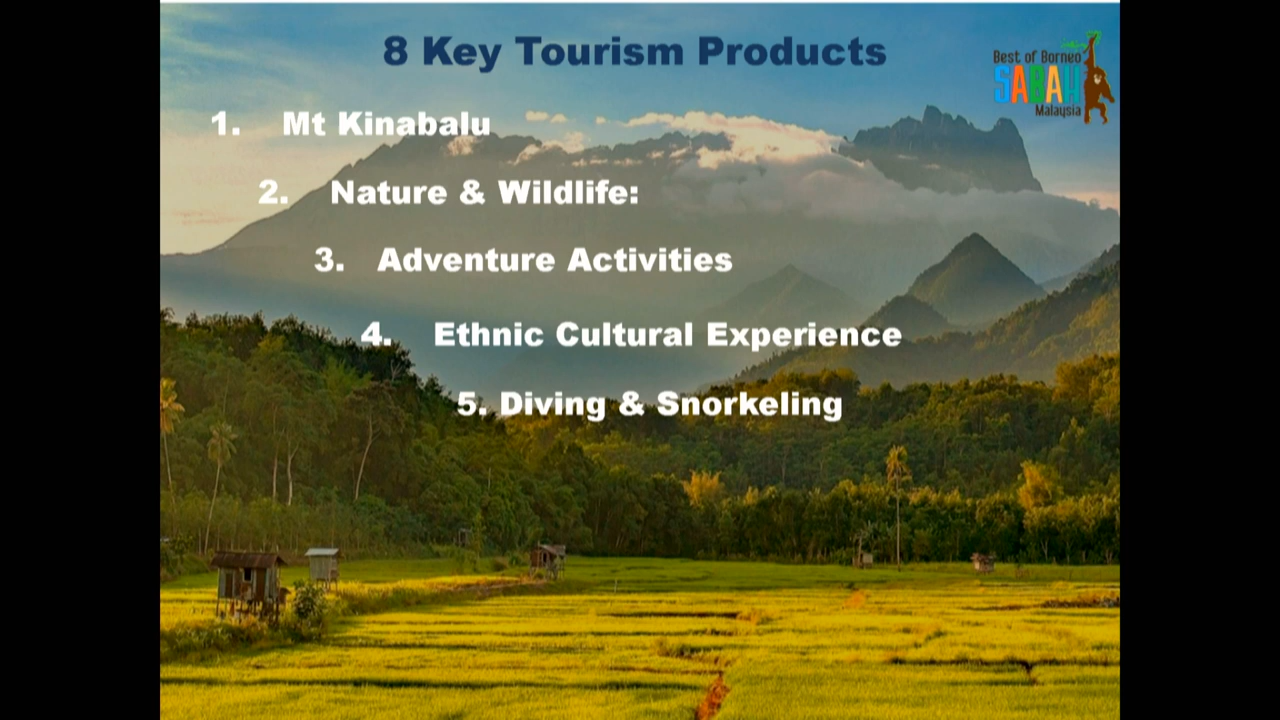 8 Key Tourism Products
Best of Borneo
SABAH
Malaysia
1. Mt Kinabalu
2. Nature & Wildlife:
3. Adventure Activities
4. Ethnic Cultural Experience
5. Diving & Snorkeling